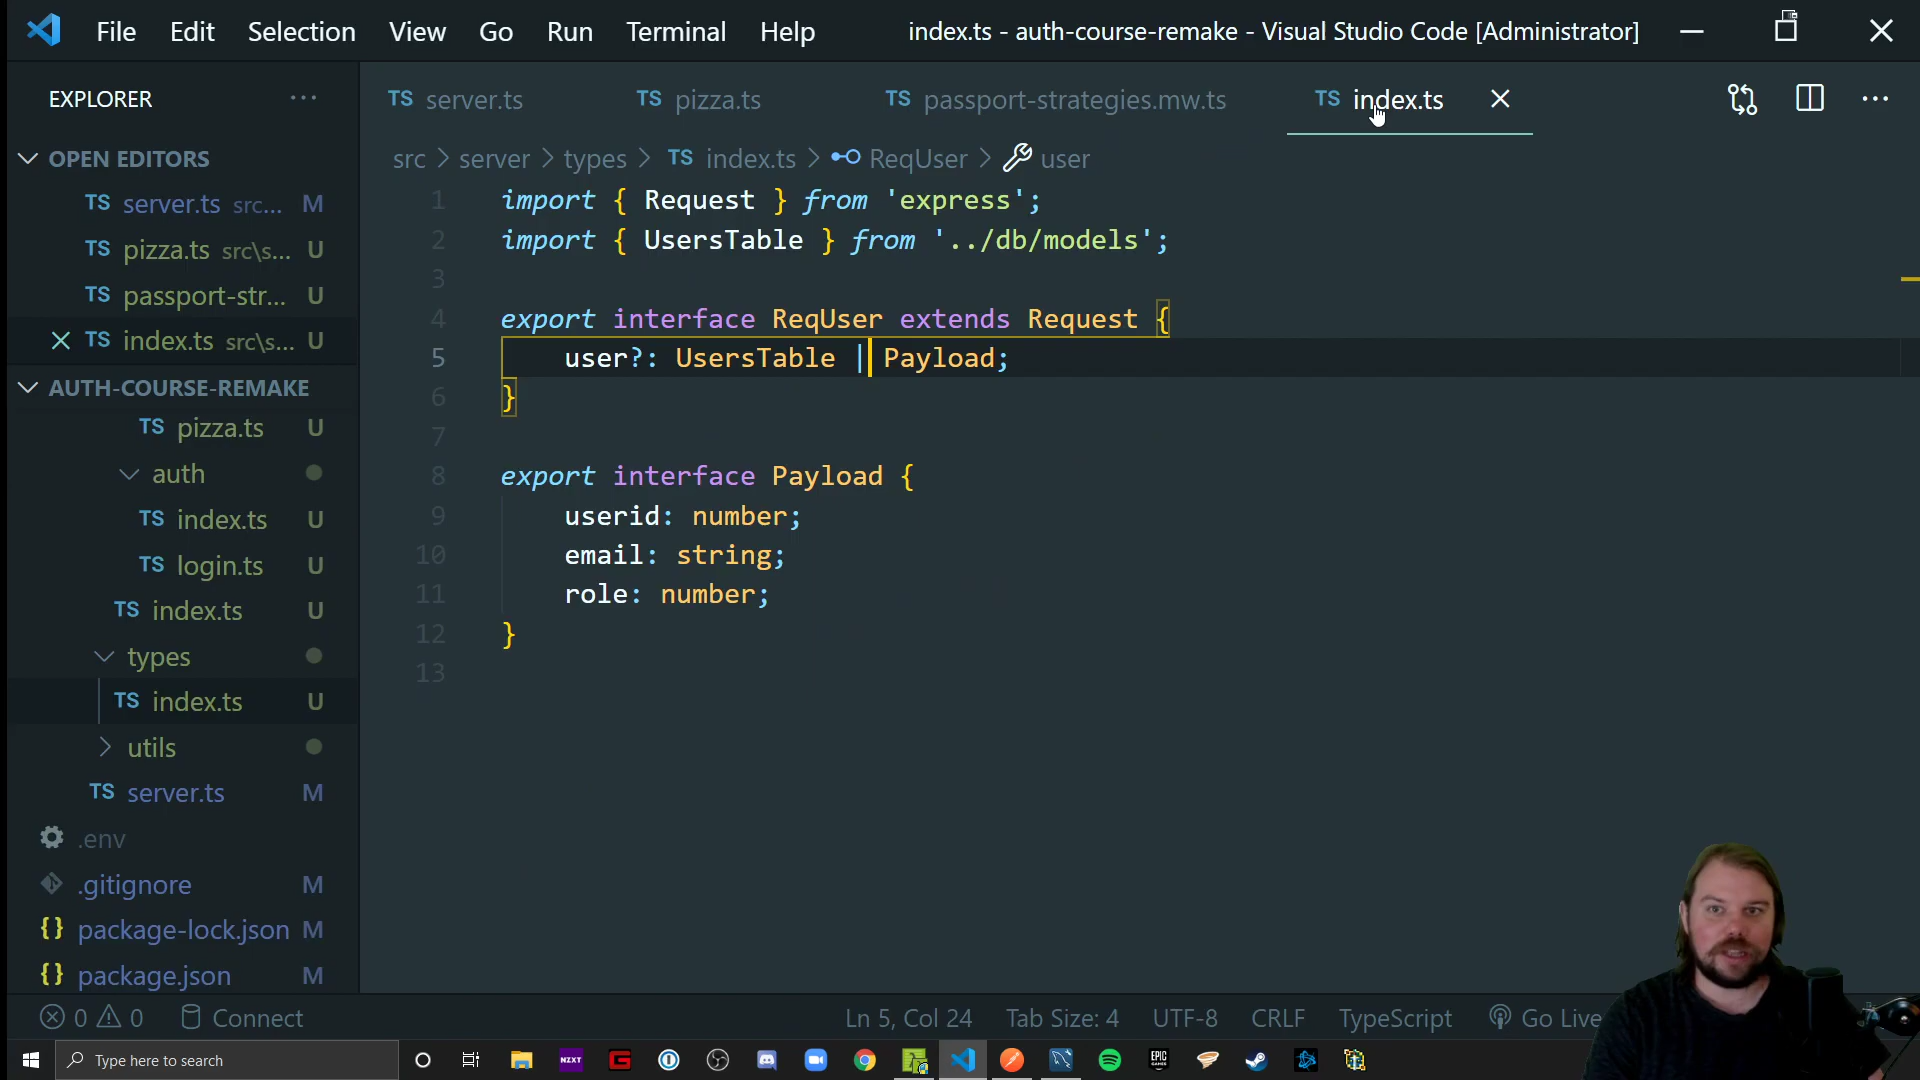 File Edit Selection View Go Run Terminal Help index.ts - auth-course-remake - Visual Studio Code [Administrator]
EXPLORER ···
TS server.ts TS pizza.ts TS passport-strategies.mw.ts TS index.ts
OPEN EDITORS
TS server.ts src... M
TS pizza.ts src\s... U
TS passport-str... U
TS index.ts src\s... U
AUTH-COURSE-REMAKE
TS pizza.ts U
auth
TS index.ts U
TS login.ts U
TS index.ts U
types
TS index.ts U
utils
TS server.ts M
.env
.gitignore M
{} package-lock.json M
{} package.json M
src > server > types > TS index.ts > ReqUser > user
1 import { Request } from 'express';
2 import { UsersTable } from '../db/models';
3
4 export interface ReqUser extends Request {
5 user?: UsersTable | Payload;
6 }
7
8 export interface Payload {
9 userid: number;
10 email: string;
11 role: number;
12 }
13
0 0 Connect Ln 5, Col 24 Tab Size: 4 UTF-8 CRLF TypeScript Go Live
Type here to search NZXT EPIC GAMES